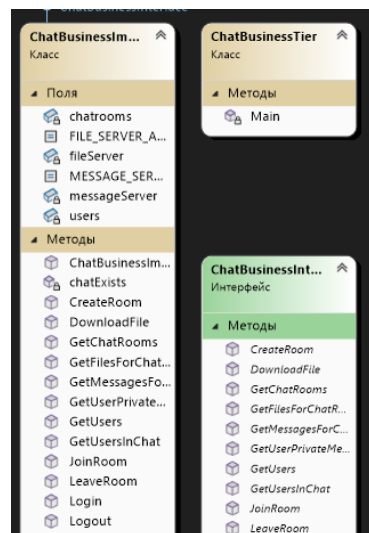 ChatBusinessInterface
ChatBusinessIm...
Класс
Поля
chatrooms
FILE_SERVER_A...
fileServer
MESSAGE_SER...
messageServer
users
Методы
ChatBusinessIm...
chatExists
CreateRoom
DownloadFile
GetChatRooms
GetFilesForChat...
GetMessagesFo...
GetUserPrivate...
GetUsers
GetUsersInChat
JoinRoom
LeaveRoom
Login
Logout
ChatBusinessTier
Класс
Методы
Main
ChatBusinessInt...
Интерфейс
Методы
CreateRoom
DownloadFile
GetChatRooms
GetFilesForChatR...
GetMessagesForC...
GetUserPrivateMe...
GetUsers
GetUsersInChat
JoinRoom
LeaveRoom